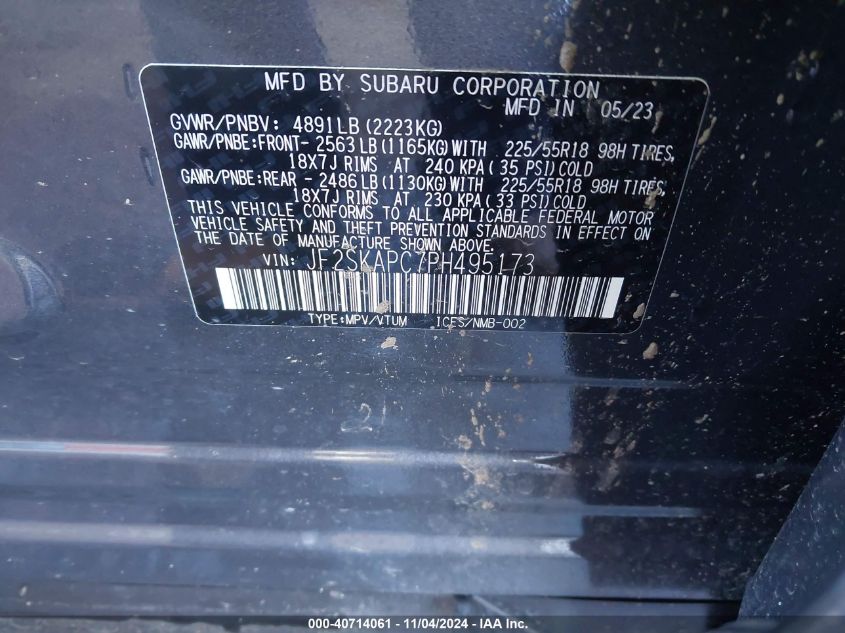 MFD BY SUBARU CORPORATION
MFD IN 05/23
GVWR/PNBV: 4891LB (2223KG)
GAWR/PNBE:FRONT- 2563 LB (1165KG) WITH 225/55R18 98H TIRES,
18X7J RIMS AT 240 KPA ( 35 PSI) COLD
GAWR/PNBE:REAR - 2486 LB (1130KG) WITH 225/55R18 98H TIRES,
18X7J RIMS AT 230 KPA ( 33 PSI) COLD
THIS VEHICLE CONFORMS TO ALL APPLICABLE FEDERAL MOTOR
VEHICLE SAFETY AND THEFT PREVENTION STANDARDS IN EFFECT ON
THE DATE OF MANUFACTURE SHOWN ABOVE.
VIN: JF2SKAPC7PH495173
TYPE:MPV/VTUM ICES/NMB-002
000-40714061 - 11/04/2024 - IAA Inc.